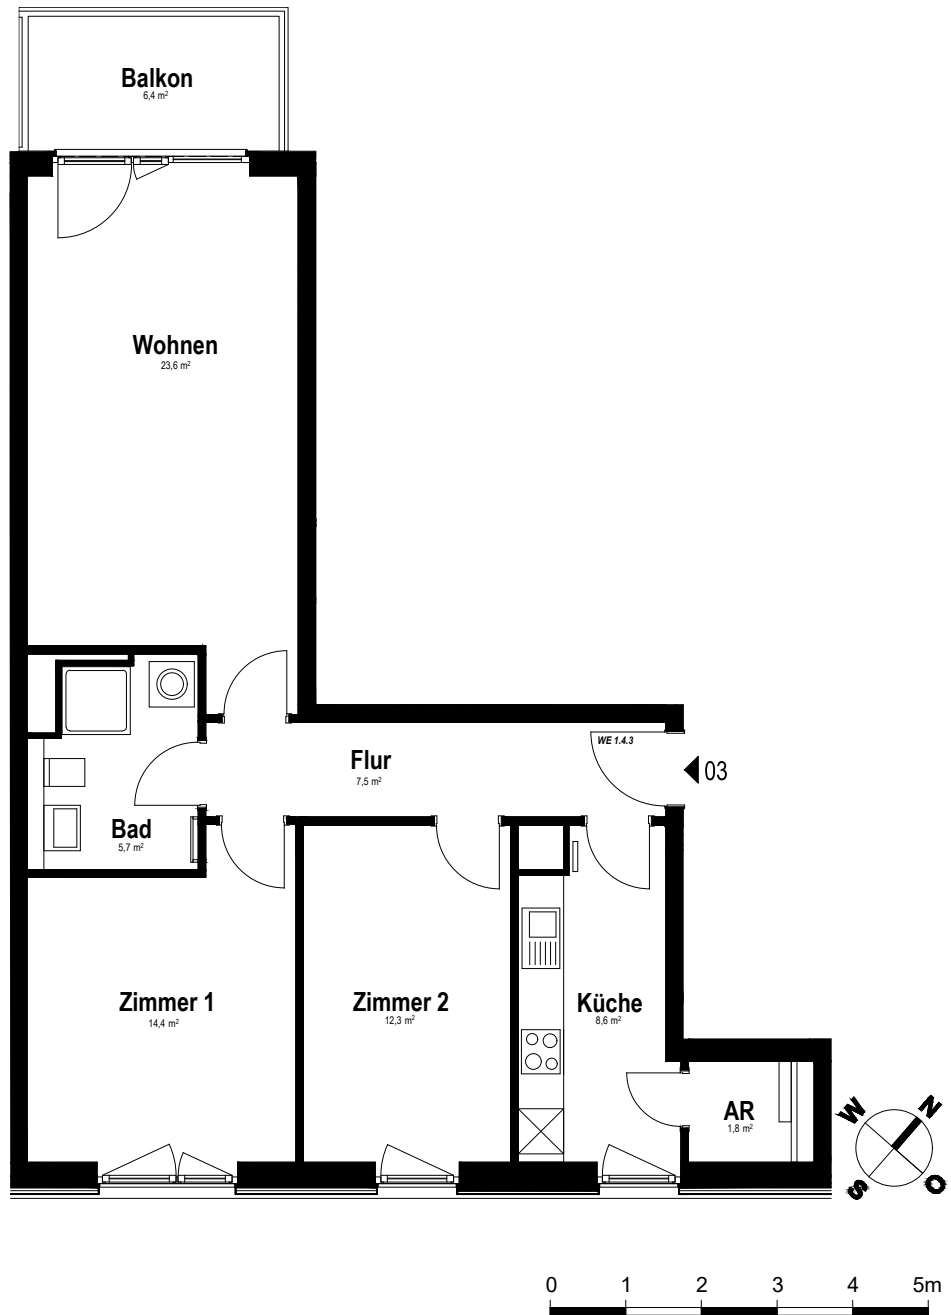 Balkon
6,4 m²
Wohnen
23,6 m²
WE 1.4.3
Flur
7,5 m²
03
Bad
5,7 m²
Zimmer 1
14,4 m²
Zimmer 2
12,3 m²
Küche
8,6 m²
AR
1,8 m²
W
N
S
O
0 1 2 3 4 5m